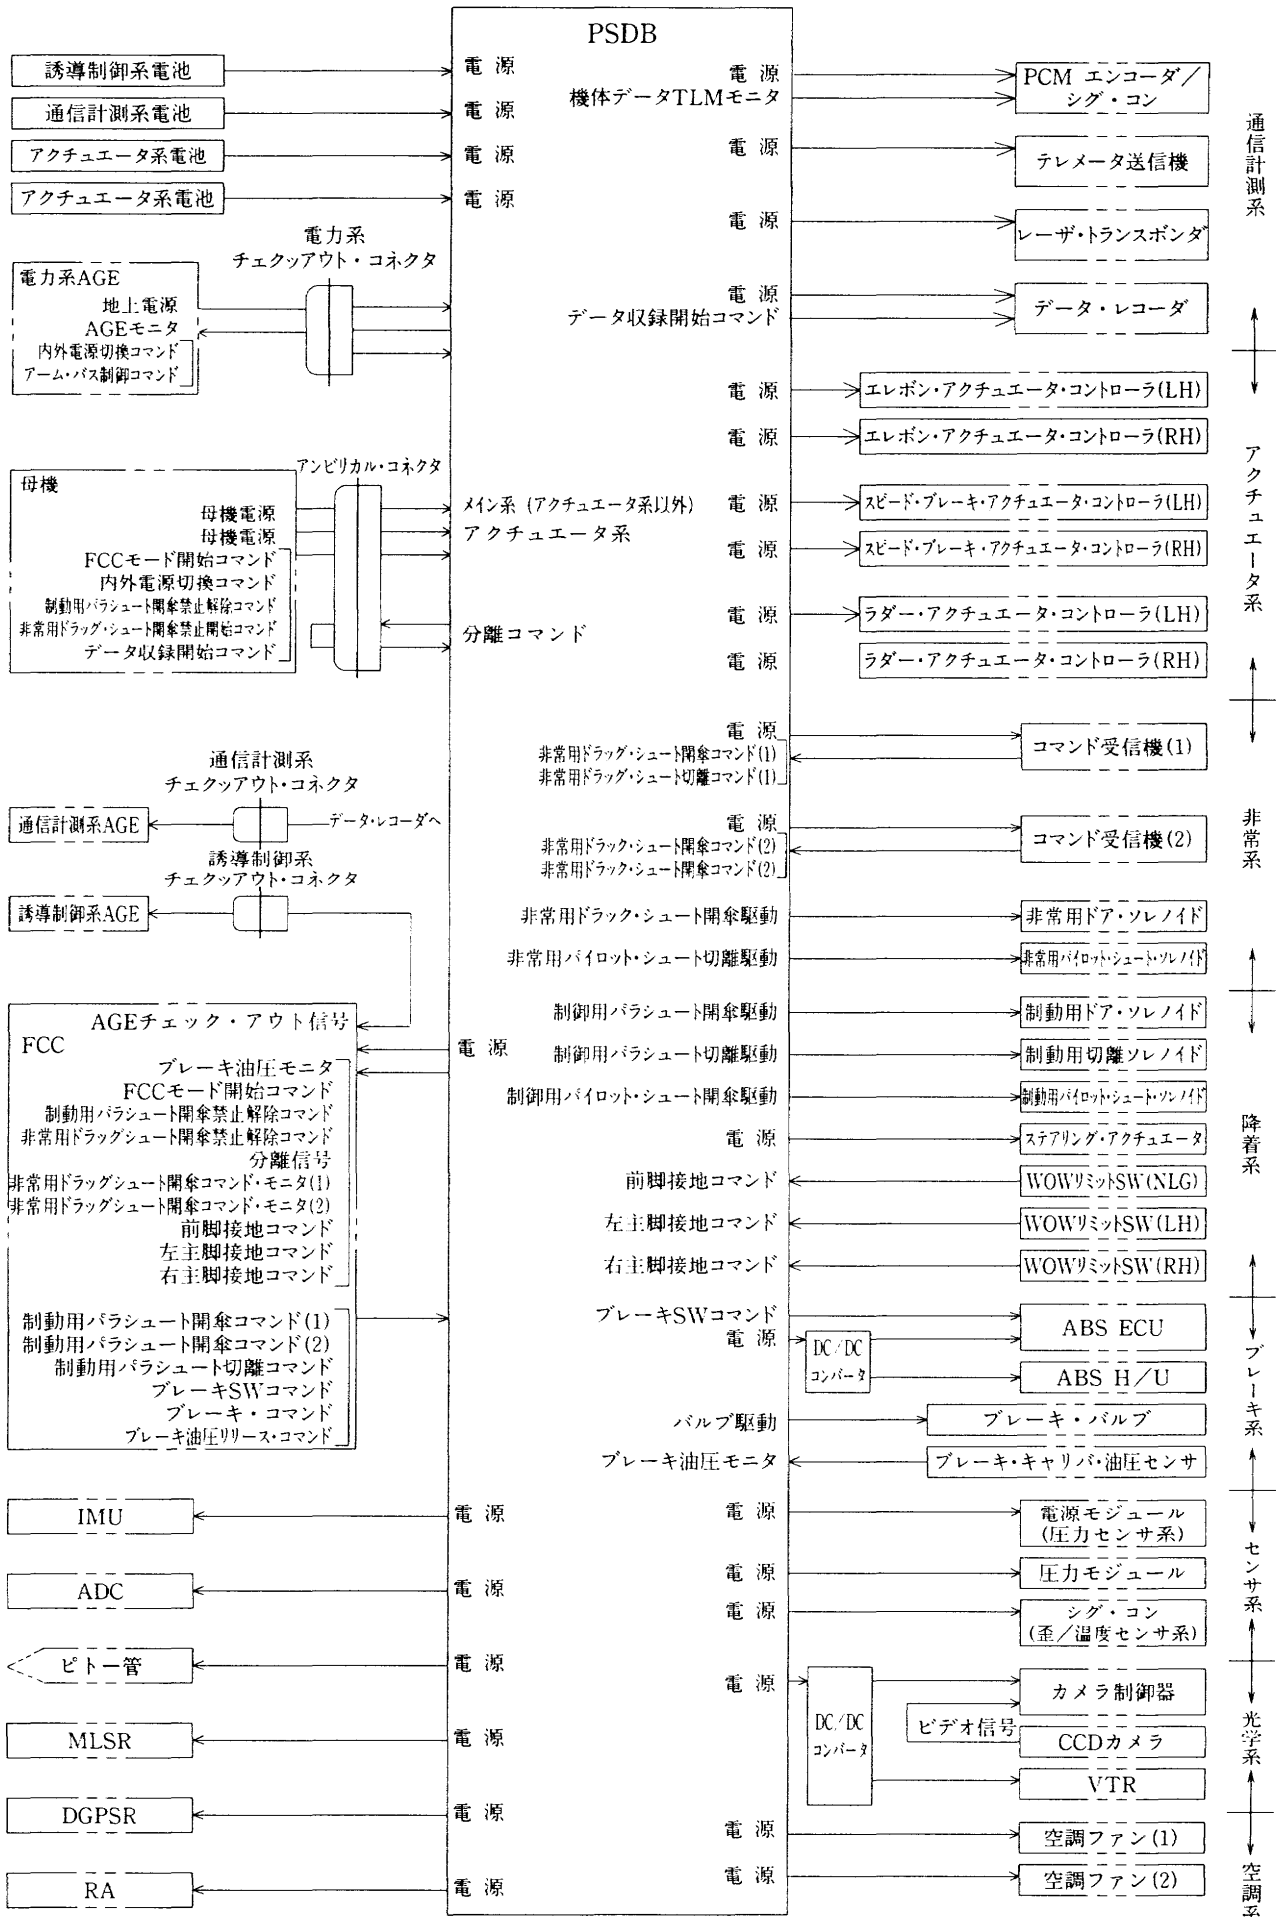 PSDB
誘導制御系電池
電源
通信計測系電池
電源
アクチュエータ系電池
電源
アクチュエータ系電池
電源
電力系
チェクッアウト・コネクタ
電力系AGE
地上電源
AGEモニタ
内外電源切換コマンド
アーム・バス制御コマンド
アンビリカル・コネクタ
母機
母機電源
母機電源
FCCモード開始コマンド
内外電源切換コマンド
制動用パラシュート開傘禁止解除コマンド
非常用ドラッグ・シュート開傘禁止開始コマンド
データ収録開始コマンド
メイン系 (アクチュエータ系以外)
アクチュエータ系
分離コマンド
通信計測系
チェクッアウト・コネクタ
通信計測系AGE
データ・レコーダへ
誘導制御系
チェクッアウト・コネクタ
誘導制御系AGE
AGEチェック・アウト信号
FCC
電源
ブレーキ油圧モニタ
FCCモード開始コマンド
制動用パラシュート開傘禁止解除コマンド
非常用ドラッグシュート開傘禁止解除コマンド
分離信号
非常用ドラッグシュート開傘コマンド・モニタ(1)
非常用ドラッグシュート開傘コマンド・モニタ(2)
前脚接地コマンド
左主脚接地コマンド
右主脚接地コマンド
制動用パラシュート開傘コマンド(1)
制動用パラシュート開傘コマンド(2)
制動用パラシュート切離コマンド
ブレーキSWコマンド
ブレーキ・コマンド
ブレーキ油圧リリース・コマンド
IMU
電源
ADC
電源
ピトー管
電源
MLSR
電源
DGPSR
電源
RA
電源
電源
機体データTLMモニタ
PCM エンコーダ/
シグ・コン
電源
テレメータ送信機
電源
レーザ・トランスポンダ
電源
データ収録開始コマンド
データ・レコーダ
通信計測系
電源
エレボン・アクチュエータ・コントローラ(LH)
電源
エレボン・アクチュエータ・コントローラ(RH)
電源
スピード・ブレーキ・アクチュエータ・コントローラ(LH)
電源
スピード・ブレーキ・アクチュエータ・コントローラ(RH)
電源
ラダー・アクチュエータ・コントローラ(LH)
電源
ラダー・アクチュエータ・コントローラ(RH)
アクチュエータ系
電源
非常用ドラッグ・シュート開傘コマンド(1)
非常用ドラッグ・シュート切離コマンド(1)
コマンド受信機(1)
電源
非常用ドラック・シュート開傘コマンド(2)
非常用ドラック・シュート開傘コマンド(2)
コマンド受信機(2)
非常用ドラック・シュート開傘駆動
非常用ドア・ソレノイド
非常用パイロット・シュート切離駆動
非常用パイロット・シュート・ソレノイド
非常系
制御用パラシュート開傘駆動
制動用ドア・ソレノイド
制御用パラシュート切離駆動
制動用切離ソレノイド
制御用パイロット・シュート開傘駆動
制動用パイロット・シュート・ソレノイド
電源
ステアリング・アクチュエータ
前脚接地コマンド
WOWリミットSW(NLG)
左主脚接地コマンド
WOWリミットSW(LH)
右主脚接地コマンド
WOWリミットSW(RH)
降着系
ブレーキSWコマンド
電源
DC/DC
コンバータ
ABS ECU
ABS H/U
バルブ駆動
ブレーキ・バルブ
ブレーキ油圧モニタ
ブレーキ・キャリパ・油圧センサ
ブレーキ系
電源
電源モジュール
(圧力センサ系)
電源
圧力モジュール
電源
シグ・コン
(歪/温度センサ系)
センサ系
電源
DC/DC
コンバータ
カメラ制御器
ビデオ信号
CCDカメラ
VTR
光学系
電源
空調ファン(1)
電源
空調ファン(2)
空調系